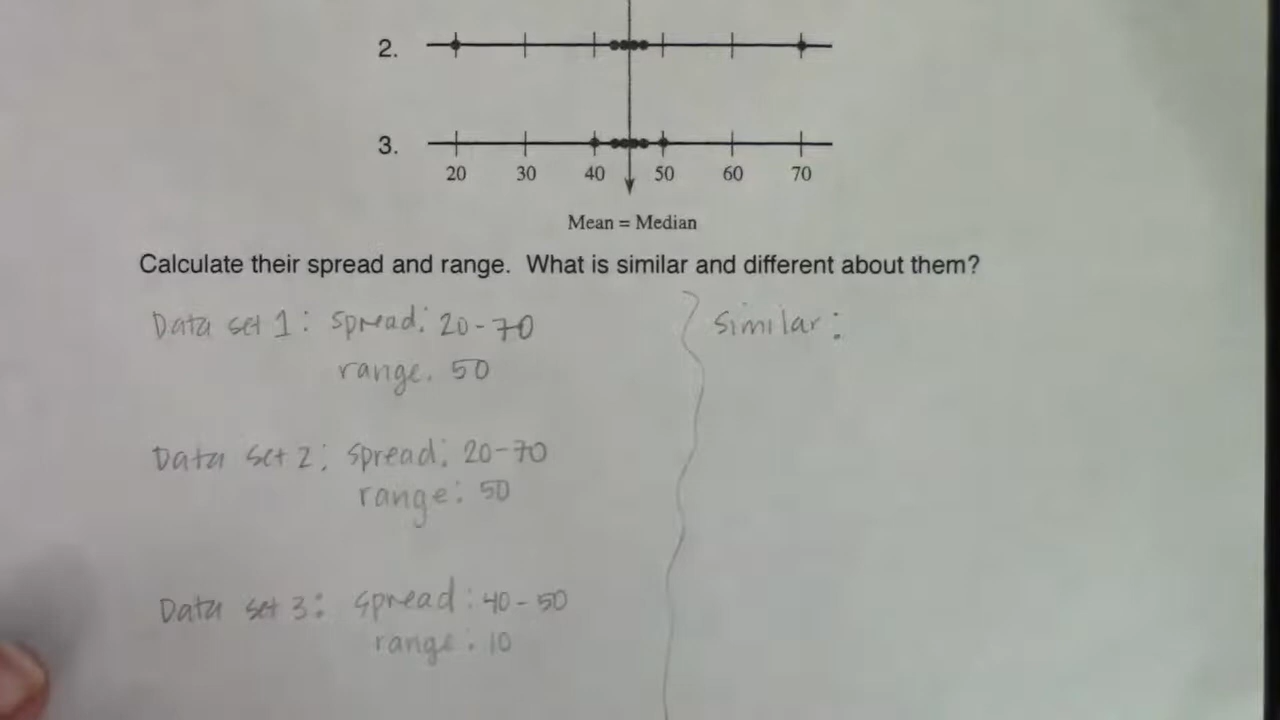 2.
3.
20 30 40 50 60 70
Mean = Median
Calculate their spread and range. What is similar and different about them?
Data set 1: spread: 20-70
range. 50
Similar:
Data set 2: spread: 20-70
range: 50
Data set 3: spread: 40-50
range: 10